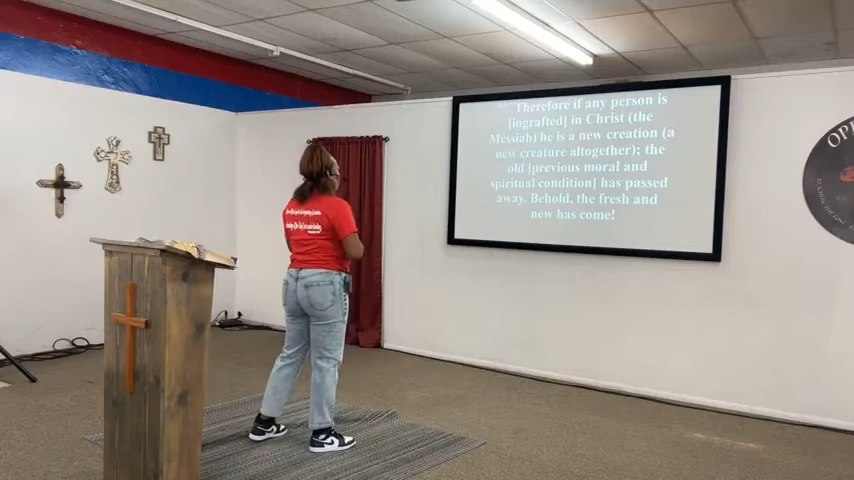 Therefore if any person is
[ingrafted] in Christ (the
Messiah) he is a new creation (a
new creature altogether); the
old [previous moral and
spiritual condition] has passed
away. Behold, the fresh and
new has come!